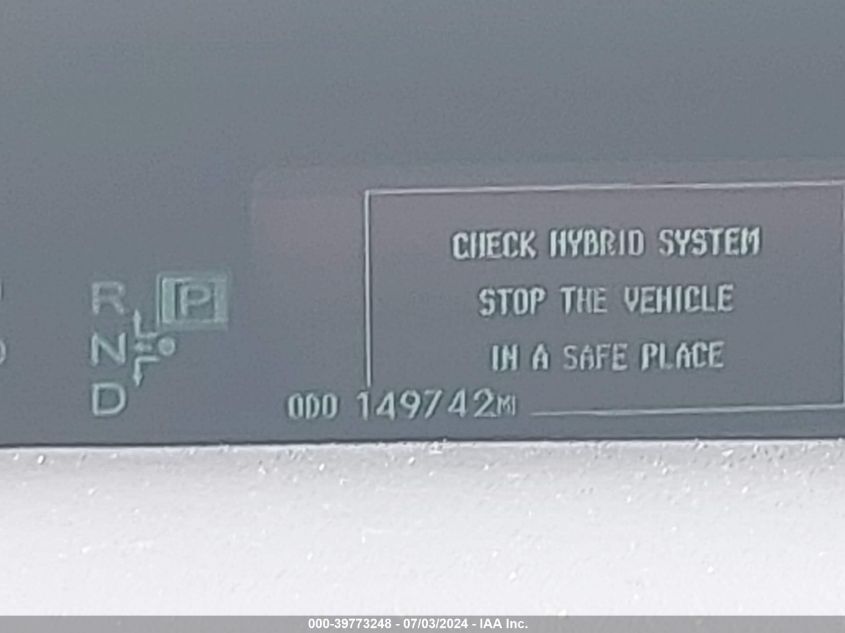 CHECK HYBRID SYSTEM
STOP THE VEHICLE
IN A SAFE PLACE
R P
N
D
ODO 149742MI
000-39773248 - 07/03/2024 - IAA Inc.